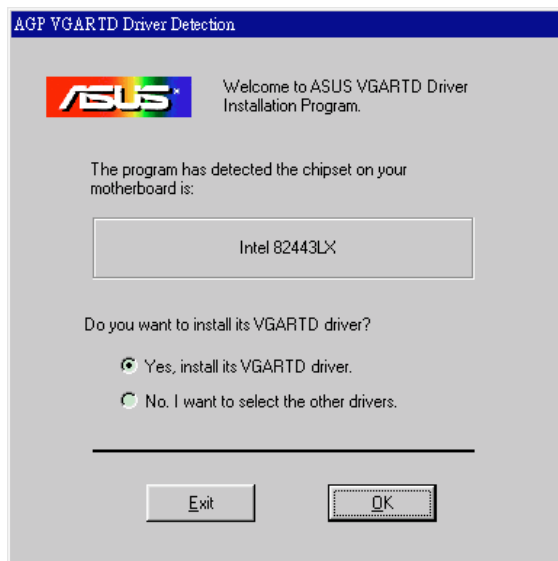 AGP VGARTD Driver Detection
ASUS
Welcome to ASUS VGARTD Driver
Installation Program.
The program has detected the chipset on your
motherboard is:
Intel 82443LX
Do you want to install its VGARTD driver?
Yes, install its VGARTD driver.
No. I want to select the other drivers.
Exit
OK